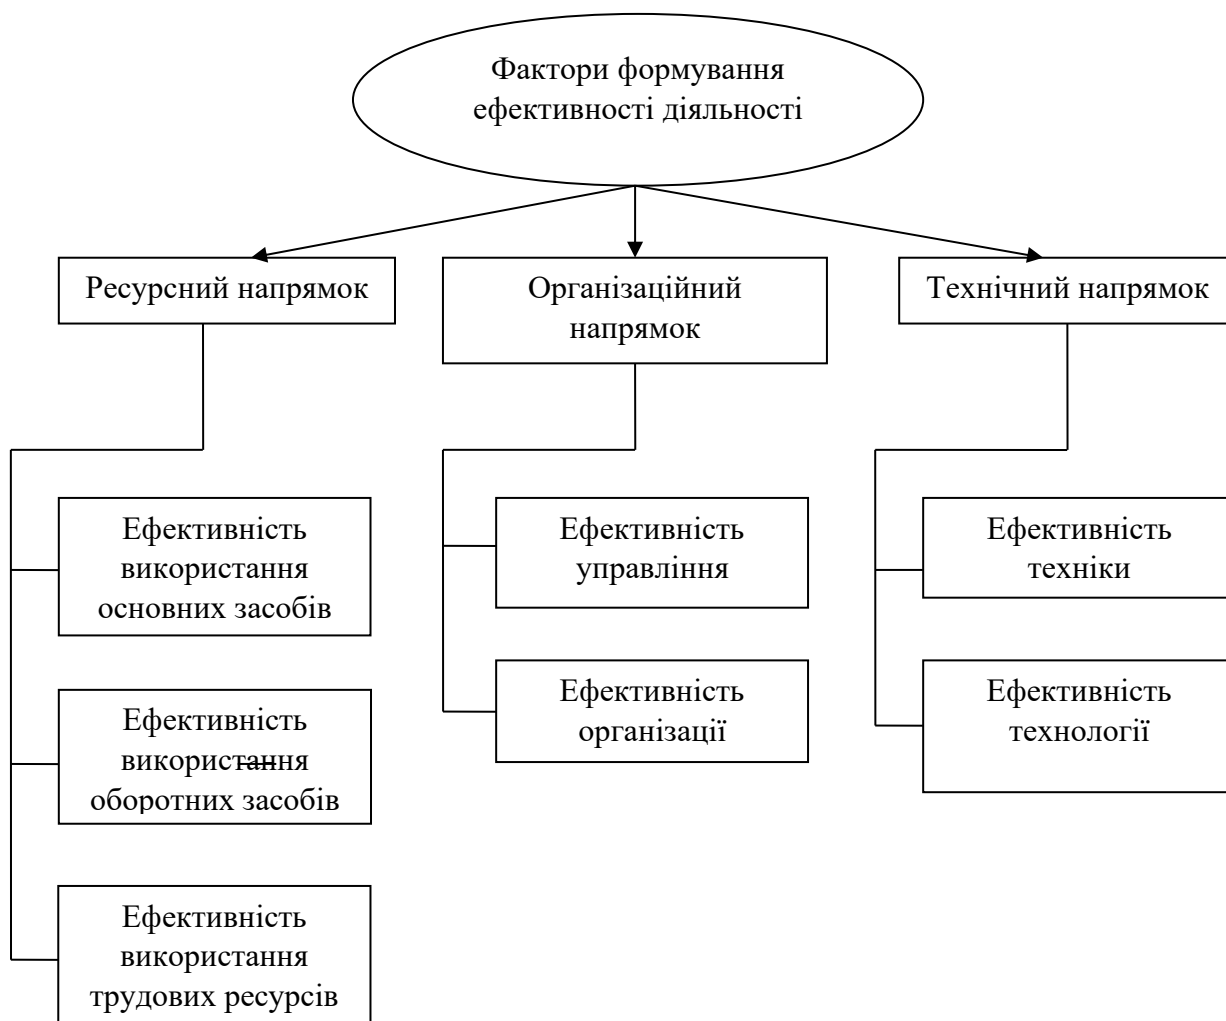 Фактори формування
ефективності діяльності
Ресурсний напрямок
Організаційний
напрямок
Технічний напрямок
Ефективність
використання
основних засобів
Ефективність
використання
оборотних засобів
Ефективність
використання
трудових ресурсів
Ефективність
управління
Ефективність
організації
Ефективність
техніки
Ефективність
технології